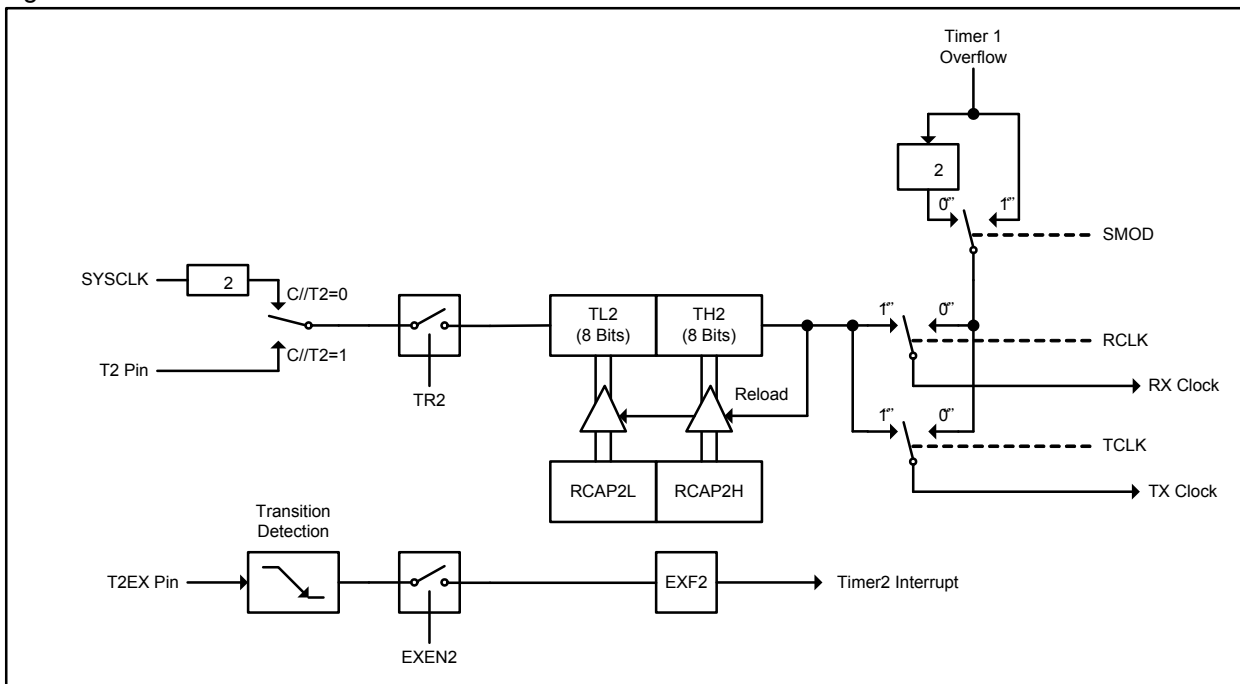 Timer 1
Overflow
2
0“”
1“”
SMOD
SYSCLK
2
C//T2=0
C//T2=1
T2 Pin
TR2
TL2
(8 Bits)
TH2
(8 Bits)
Reload
RCAP2L
RCAP2H
1“”
0“”
RCLK
RX Clock
1“”
0“”
TCLK
TX Clock
Transition
Detection
T2EX Pin
EXEN2
EXF2
Timer2 Interrupt